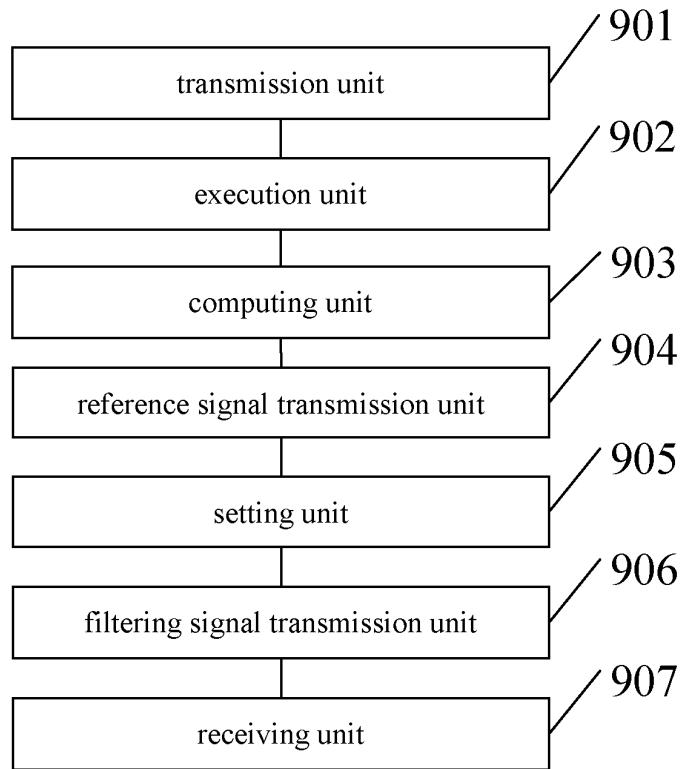 901
transmission unit
902
execution unit
903
computing unit
904
reference signal transmission unit
905
setting unit
906
filtering signal transmission unit
907
receiving unit